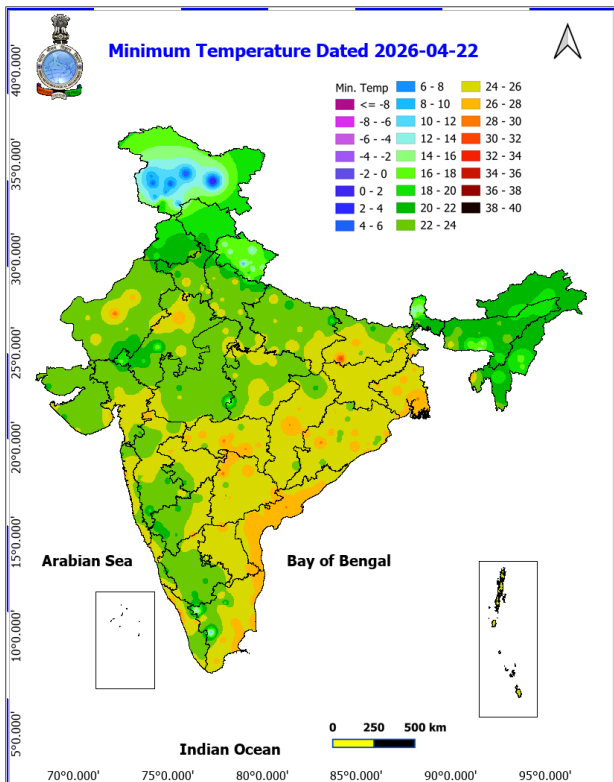 Minimum Temperature Dated 2026-04-22
Min. Temp
<= -8
-8 - -6
-6 - -4
-4 - -2
-2 - 0
0 - 2
2 - 4
4 - 6
6 - 8
8 - 10
10 - 12
12 - 14
14 - 16
16 - 18
18 - 20
20 - 22
22 - 24
24 - 26
26 - 28
28 - 30
30 - 32
32 - 34
34 - 36
36 - 38
38 - 40
40°0.000'
35°0.000'
30°0.000'
25°0.000'
20°0.000'
15°0.000'
10°0.000'
5°0.000'
Arabian Sea
Bay of Bengal
Indian Ocean
0 250 500 km
70°0.000' 75°0.000' 80°0.000' 85°0.000' 90°0.000' 95°0.000'